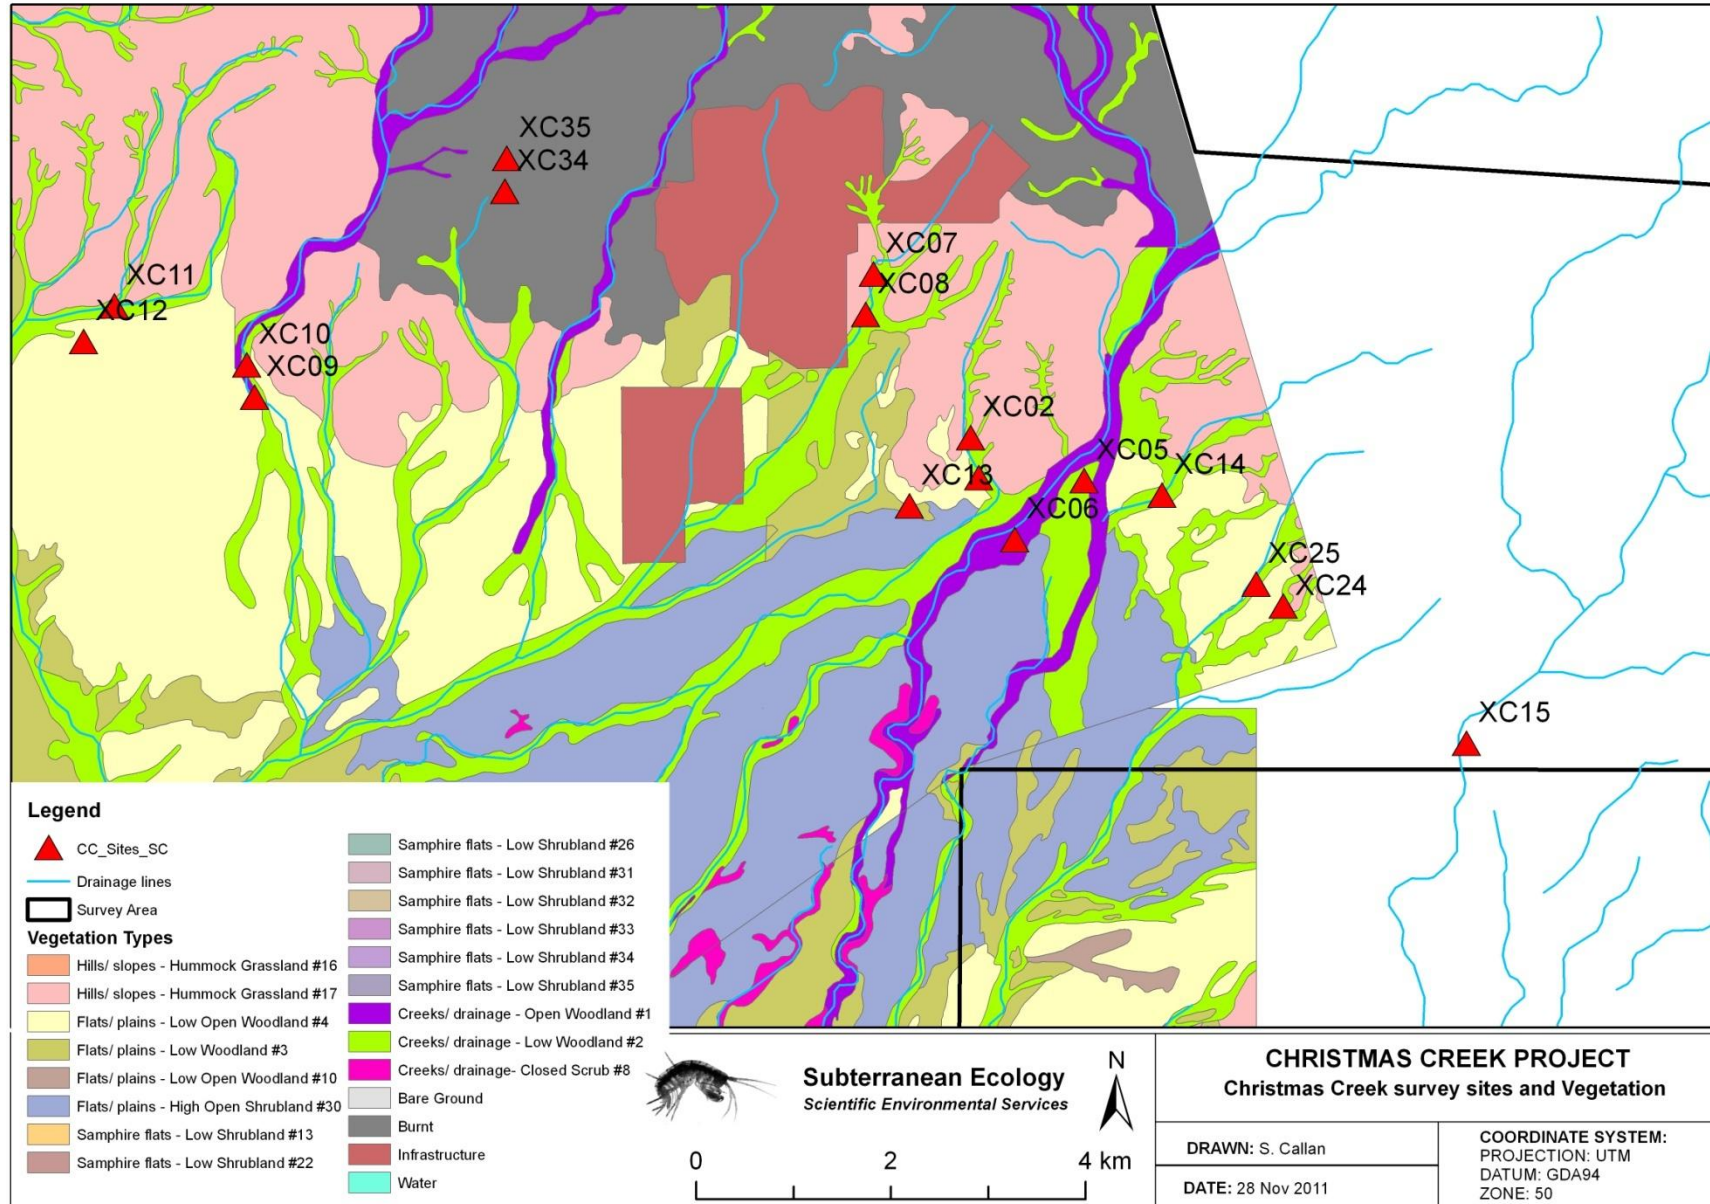 XC35
XC34
XC07
XC11
XC08
XC12
XC10
XC09
XC02
XC05
XC14
XC13
XC06
XC25
XC24
XC15
Legend
CC_Sites_SC
Drainage lines
Survey Area
Vegetation Types
Hills/ slopes - Hummock Grassland #16
Hills/ slopes - Hummock Grassland #17
Flats/ plains - Low Open Woodland #4
Flats/ plains - Low Woodland #3
Flats/ plains - Low Open Woodland #10
Flats/ plains - High Open Shrubland #30
Samphire flats - Low Shrubland #13
Samphire flats - Low Shrubland #22
Samphire flats - Low Shrubland #26
Samphire flats - Low Shrubland #31
Samphire flats - Low Shrubland #32
Samphire flats - Low Shrubland #33
Samphire flats - Low Shrubland #34
Samphire flats - Low Shrubland #35
Creeks/ drainage - Open Woodland #1
Creeks/ drainage - Low Woodland #2
Creeks/ drainage- Closed Scrub #8
Bare Ground
Burnt
Infrastructure
Water
Subterranean Ecology
Scientific Environmental Services
N
0 2 4 km
CHRISTMAS CREEK PROJECT
Christmas Creek survey sites and Vegetation
DRAWN: S. Callan
DATE: 28 Nov 2011
COORDINATE SYSTEM:
PROJECTION: UTM
DATUM: GDA94
ZONE: 50